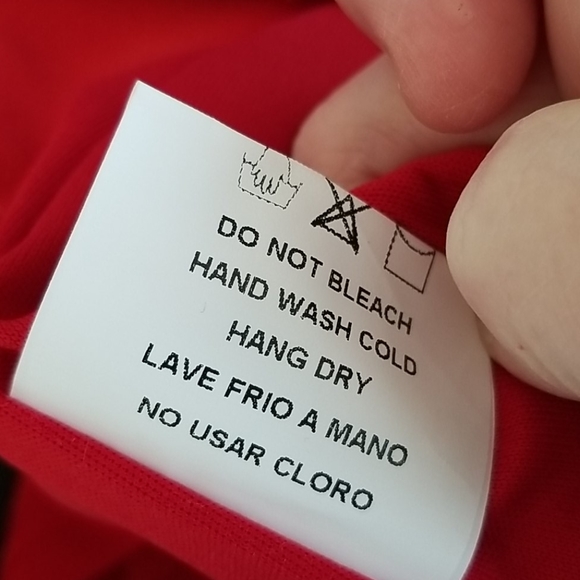 DO NOT BLEACH
HAND WASH COLD
HANG DRY
LAVE FRIO A MANO
NO USAR CLORO